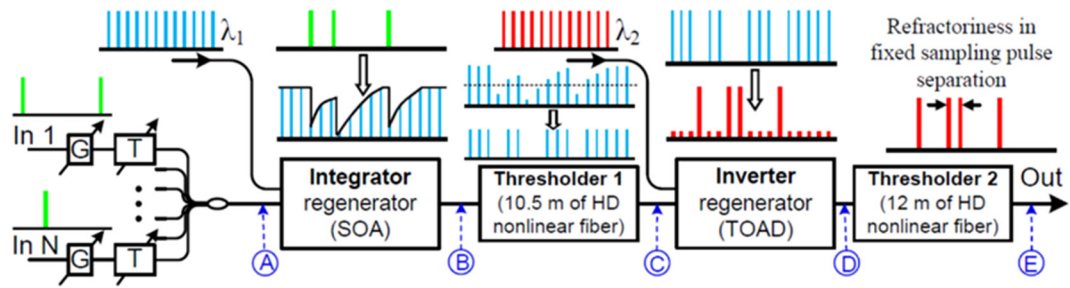 λ1
λ2
Refractoriness in
fixed sampling pulse
separation
In 1
G
T
In N
G
T
Integrator
regenerator
(SOA)
Thresholder 1
(10.5 m of HD
nonlinear fiber)
Inverter
regenerator
(TOAD)
Thresholder 2
(12 m of HD
nonlinear fiber)
Out
A
B
C
D
E